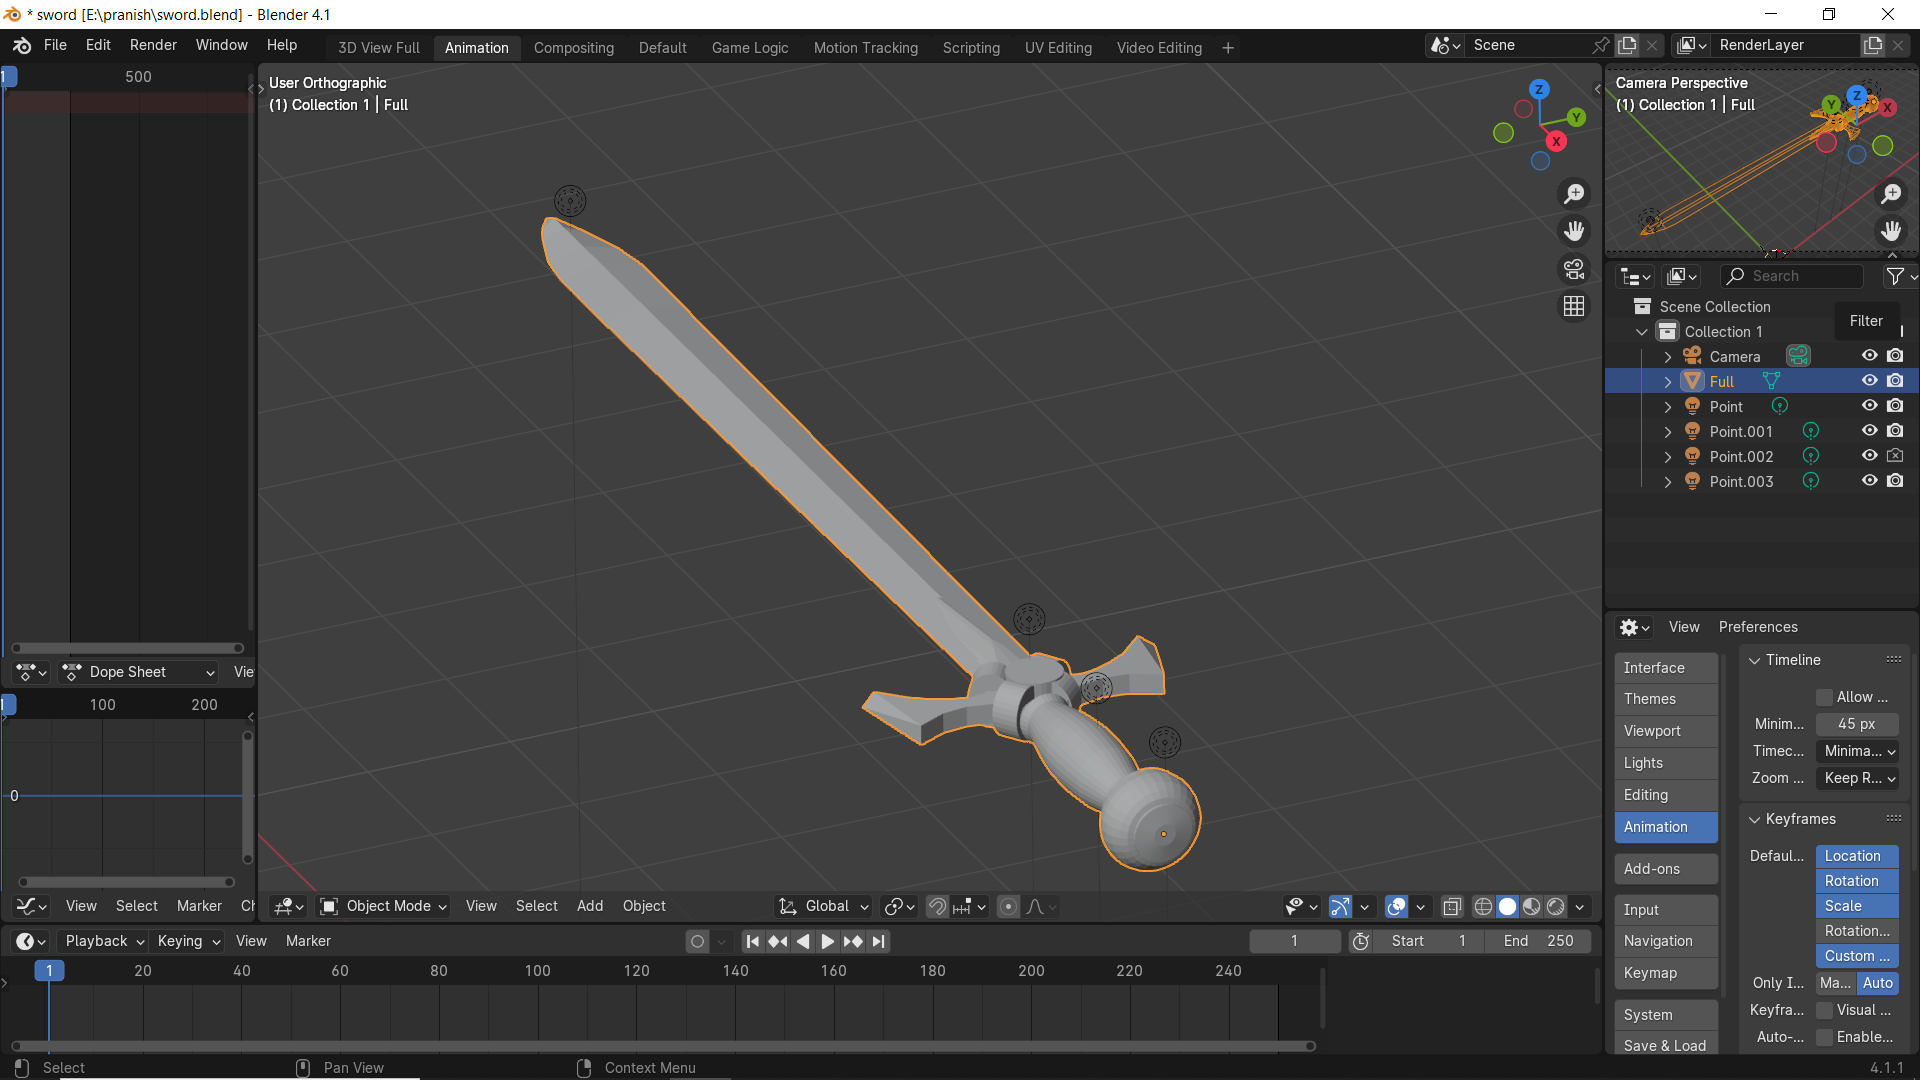 * sword [E:\pranish\sword.blend] - Blender 4.1
File Edit Render Window Help
3D View Full Animation Compositing Default Game Logic Motion Tracking Scripting UV Editing Video Editing +
Scene
RenderLayer
1 500
User Orthographic
(1) Collection 1 | Full
Z
Y
X
Camera Perspective
(1) Collection 1 | Full
Y Z X
Search
Scene Collection
Filter
Collection 1
Camera
Full
Point
Point.001
Point.002
Point.003
Dope Sheet
Vie
1 100 200
0
View Select Marker Ch
Object Mode View Select Add Object
Global
View Preferences
Interface
Themes
Viewport
Lights
Editing
Animation
Add-ons
Input
Navigation
Keymap
System
Save & Load
Timeline
Allow ...
Minim... 45 px
Timec... Minima...
Zoom ... Keep R...
Keyframes
Defaul... Location
Rotation
Scale
Rotation...
Custom ...
Only I... Ma... Auto
Keyfra... Visual ...
Auto-... Enable...
Playback Keying View Marker
1
Start 1 End 250
1 20 40 60 80 100 120 140 160 180 200 220 240
Select
Pan View
Context Menu
4.1.1